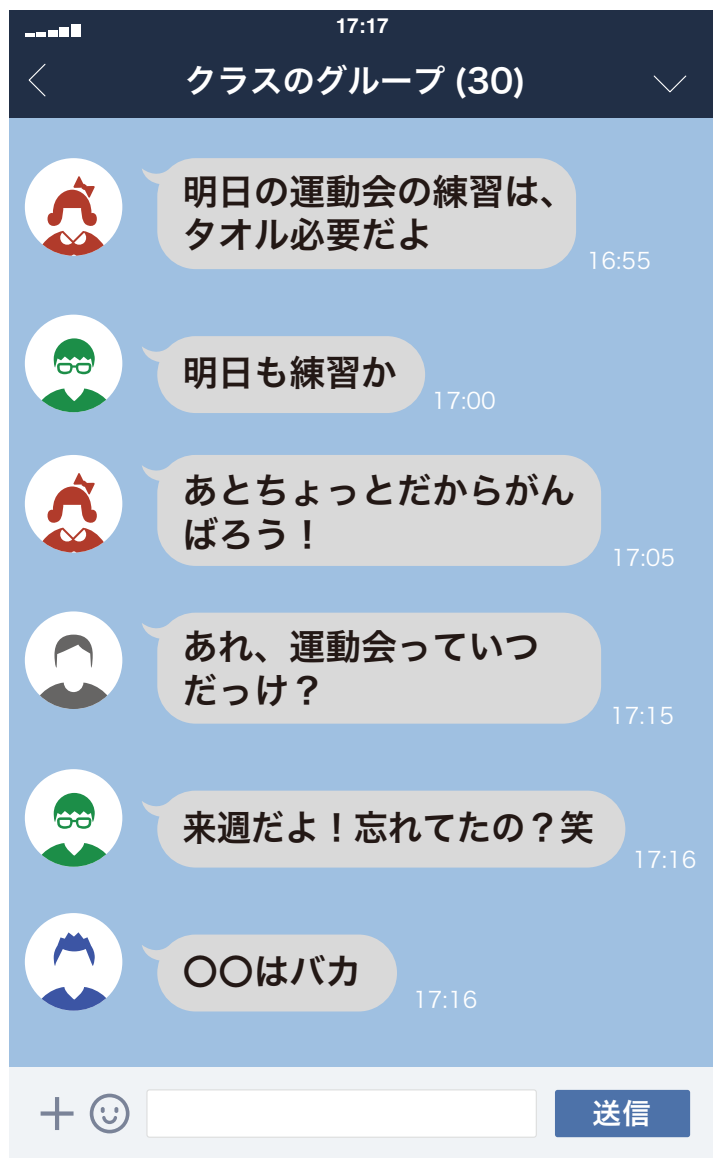 17:17
クラスのグループ (30)
明日の運動会の練習は、
タオル必要だよ
16:55
明日も練習か
17:00
あとちょっとだからがん
ばろう！
17:05
あれ、運動会っていつ
だっけ？
17:15
来週だよ！忘れてたの？笑
17:16
〇〇はバカ
17:16
送信